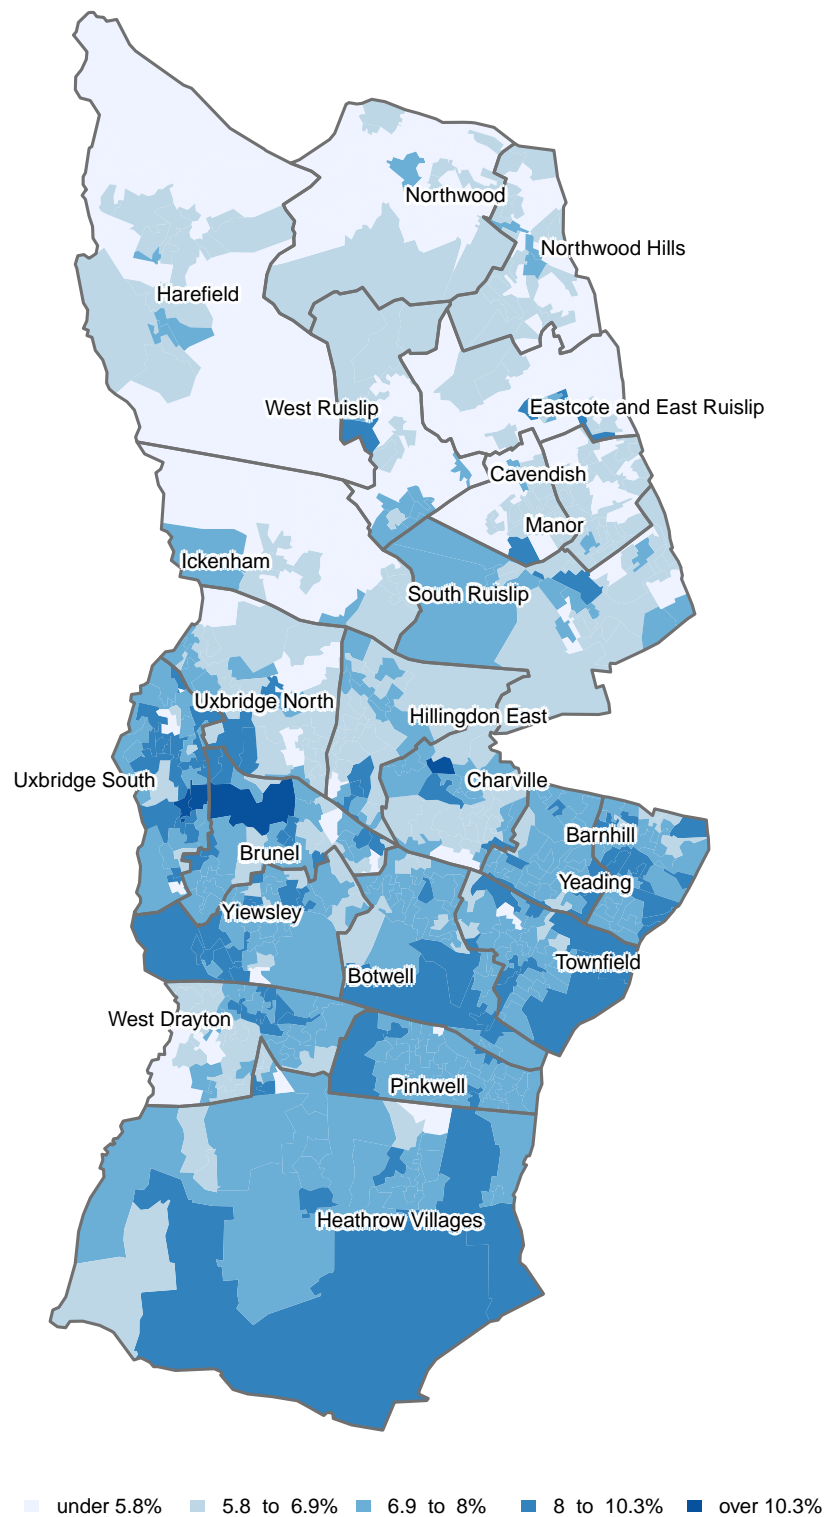 Northwood
Northwood Hills
Harefield
West Ruislip
Eastcote and East Ruislip
Cavendish
Manor
Ickenham
South Ruislip
Uxbridge North
Hillingdon East
Uxbridge South
Charville
Barnhill
Brunel
Yeading
Yiewsley
Townfield
Botwell
West Drayton
Pinkwell
Heathrow Villages
under 5.8% 5.8 to 6.9% 6.9 to 8% 8 to 10.3% over 10.3%